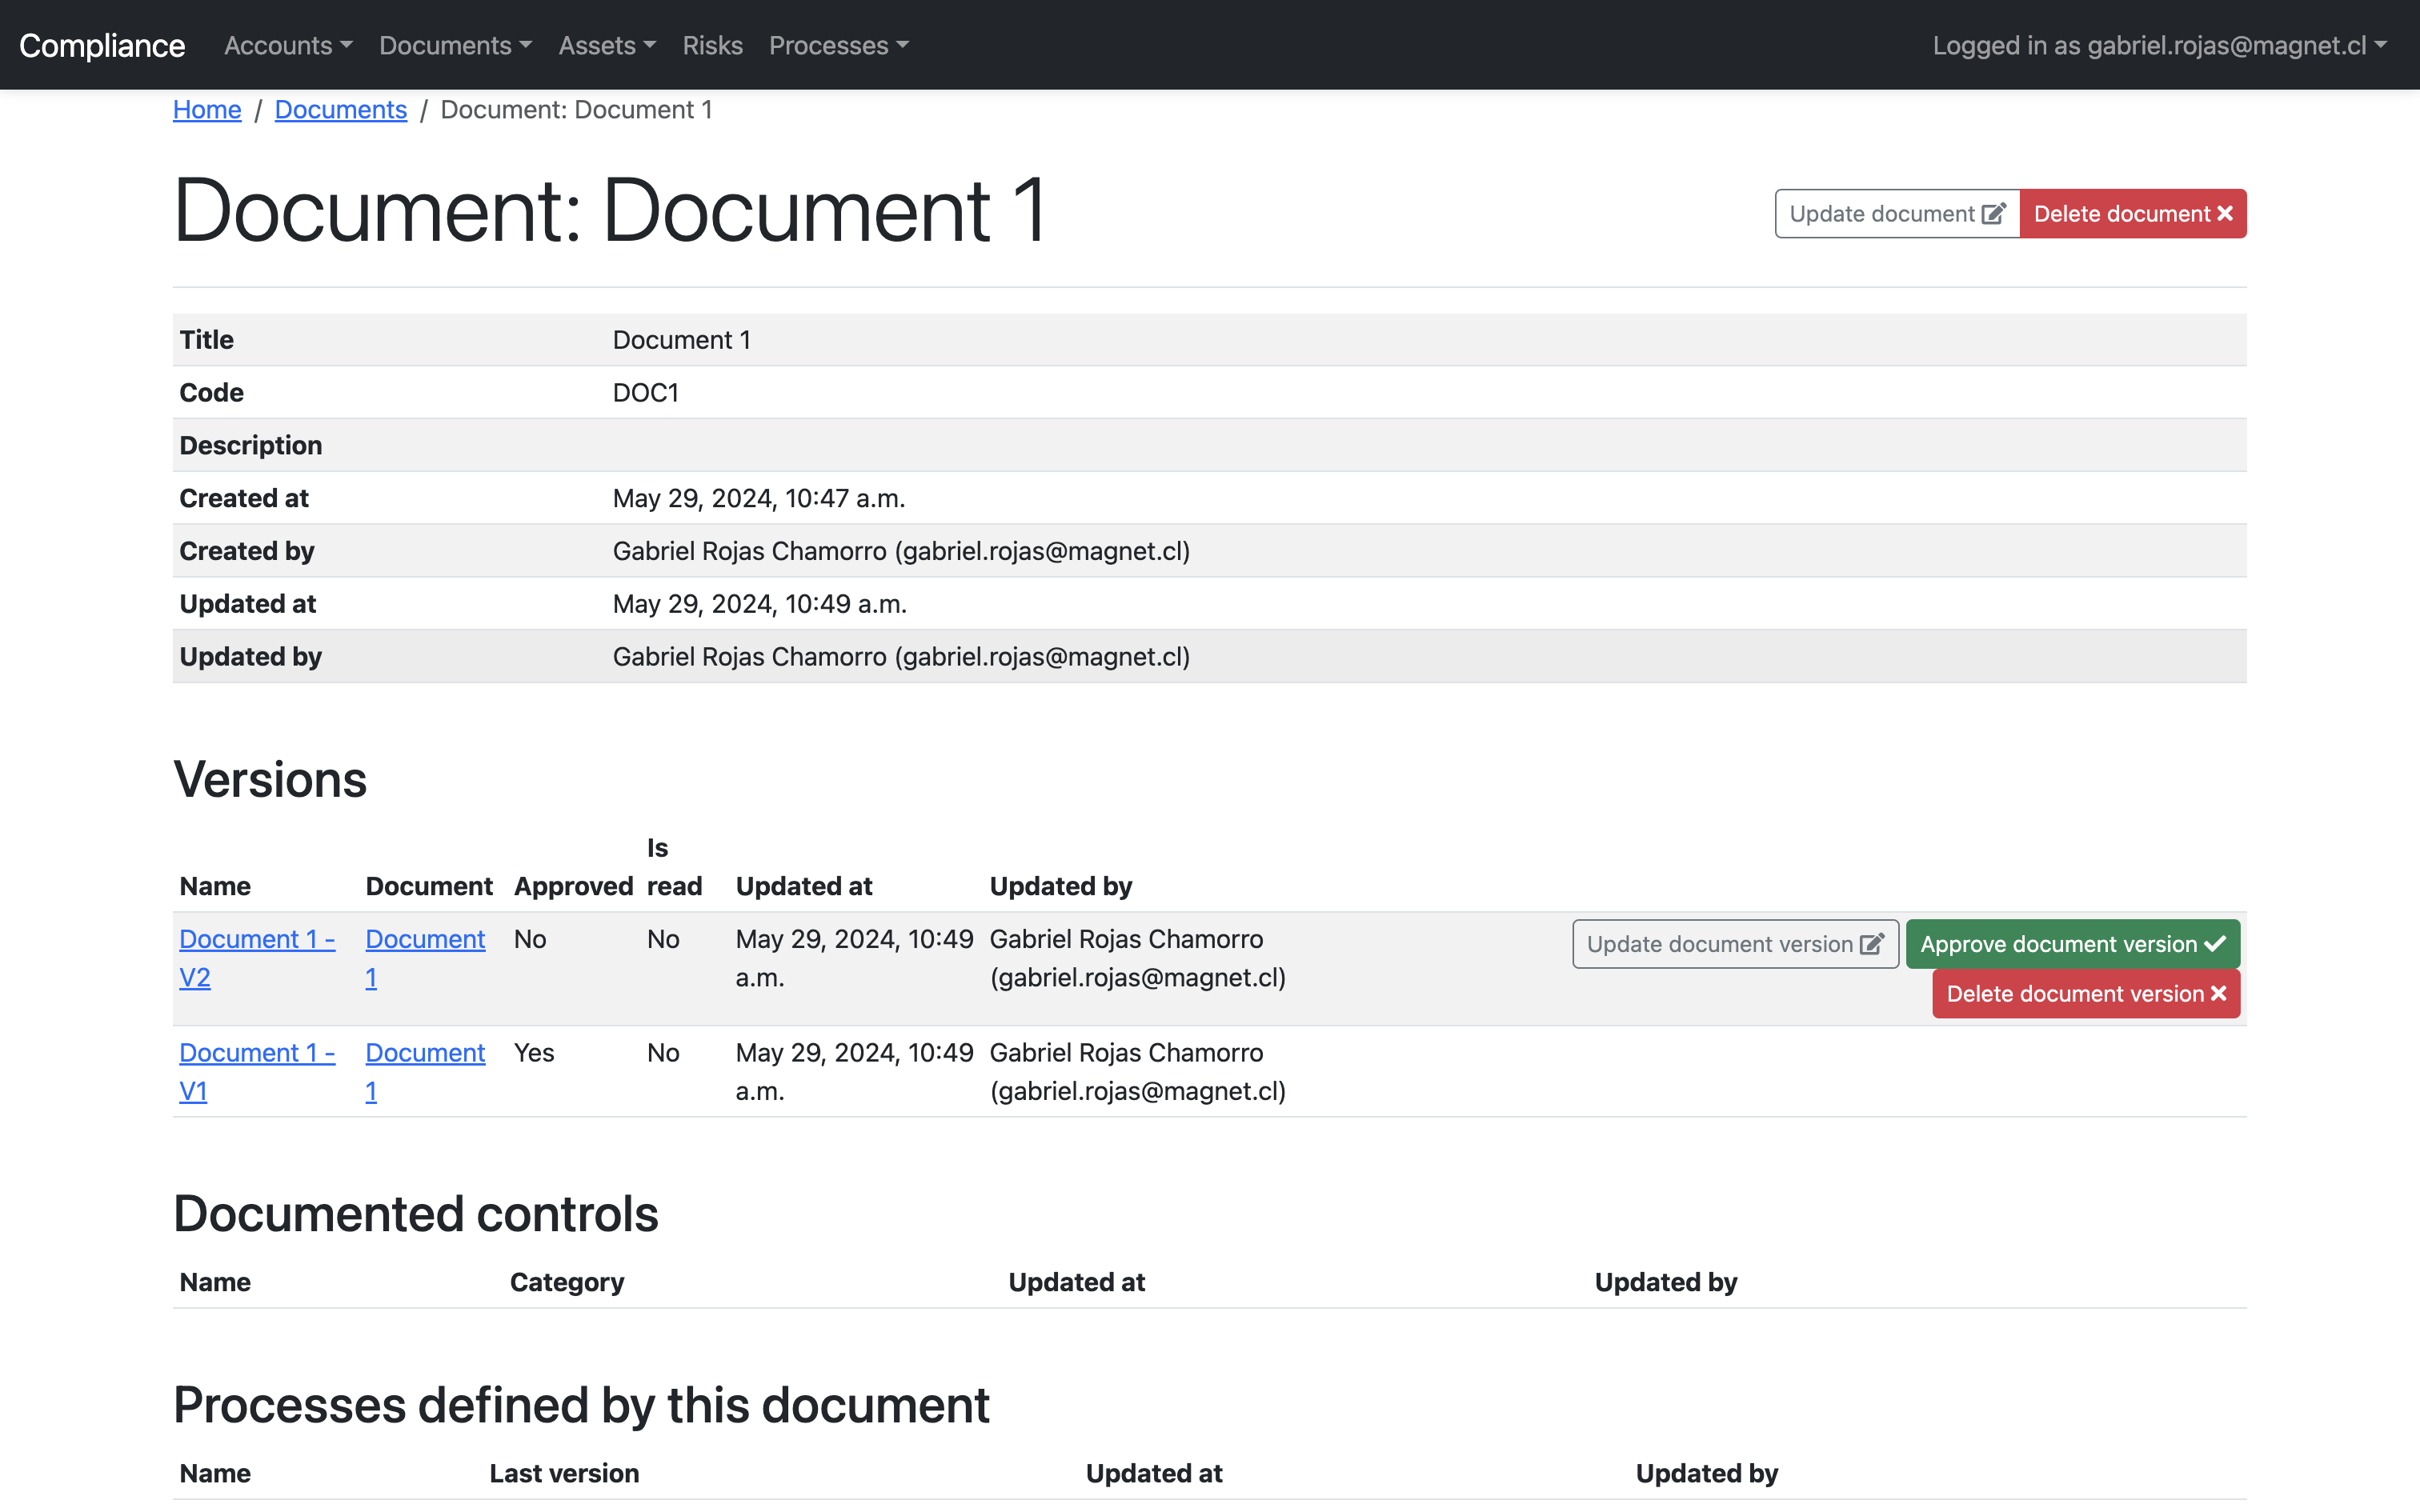 Compliance Accounts Documents Assets Risks Processes Logged in as gabriel.rojas@magnet.cl
Home / Documents / Document: Document 1
Document: Document 1
Update document Delete document
Title Document 1
Code DOC1
Description
Created at May 29, 2024, 10:47 a.m.
Created by Gabriel Rojas Chamorro (gabriel.rojas@magnet.cl)
Updated at May 29, 2024, 10:49 a.m.
Updated by Gabriel Rojas Chamorro (gabriel.rojas@magnet.cl)
Versions
Is
Name Document Approved read Updated at Updated by
Document 1 - Document No No May 29, 2024, 10:49 Gabriel Rojas Chamorro Update document version Approve document version
V2 1 a.m. (gabriel.rojas@magnet.cl) Delete document version
Document 1 - Document Yes No May 29, 2024, 10:49 Gabriel Rojas Chamorro
V1 1 a.m. (gabriel.rojas@magnet.cl)
Documented controls
Name Category Updated at Updated by
Processes defined by this document
Name Last version Updated at Updated by